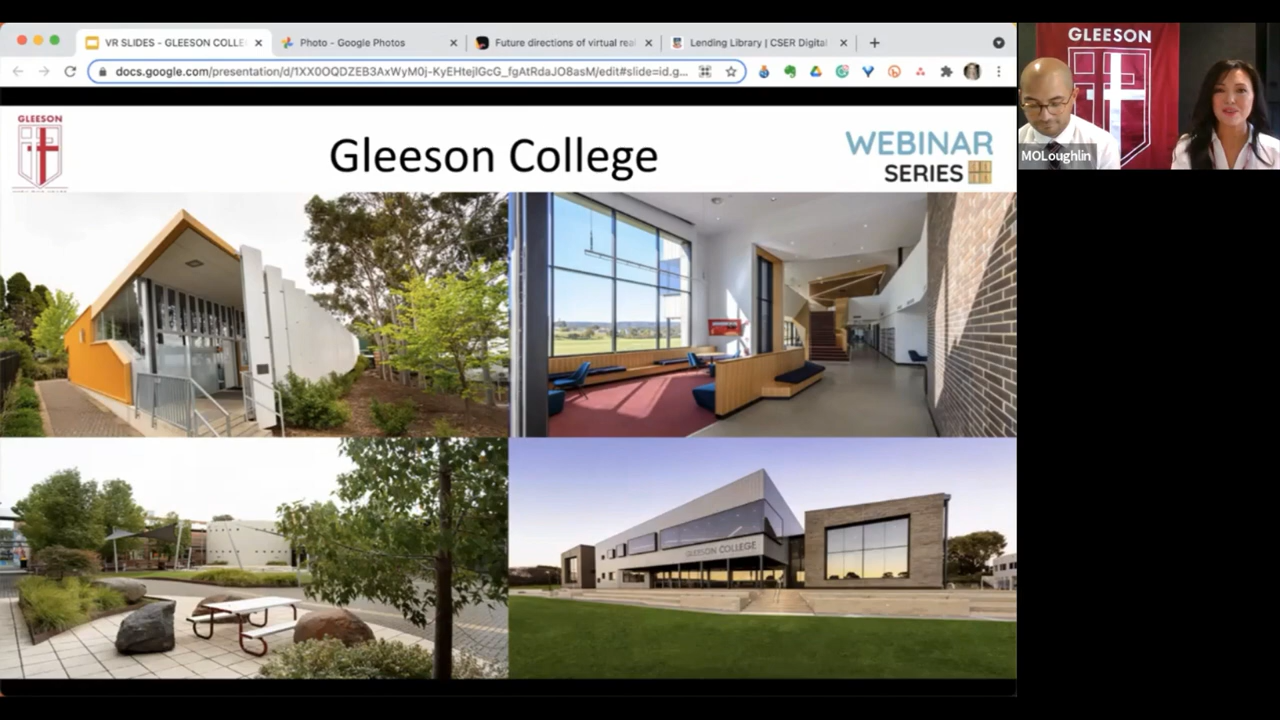 VR SLIDES - GLEESON COLLE
Photo - Google Photos
Future directions of virtual rea
Lending Library | CSER Digital
docs.google.com/presentation/d/1XX0OQDZEB3AxWyM0j-KyEHtejlGcG_fgAtRdaJO8asM/edit#slide=id.g...
GLEESON
Gleeson College
WEBINAR
SERIES
GLEESON COLLEGE
GLEESON
MOLoughlin